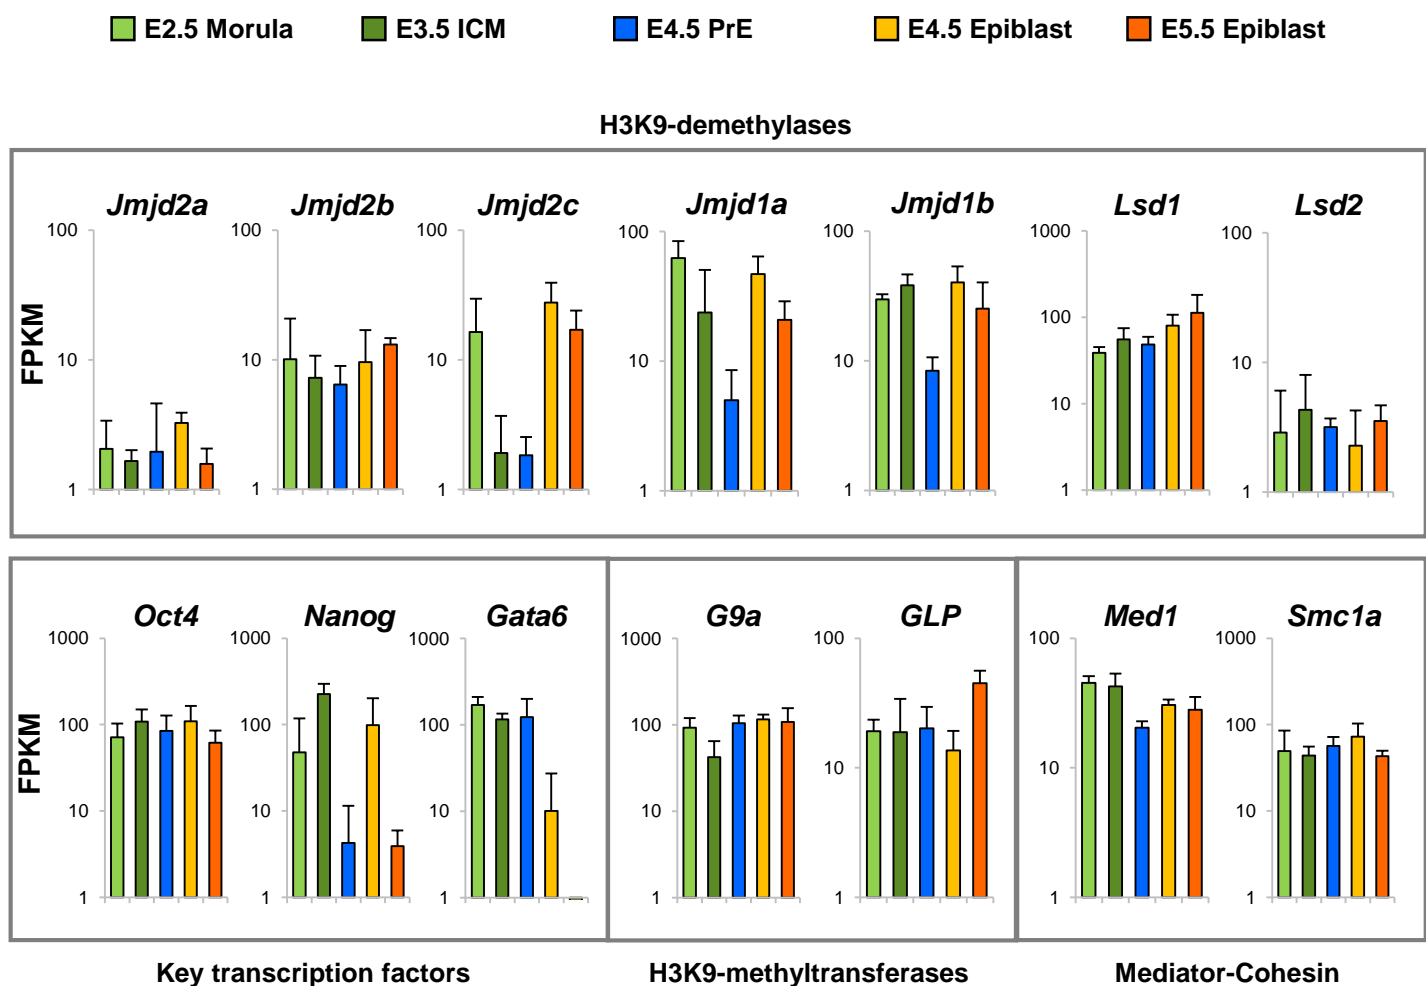 E2.5 Morula E3.5 ICM E4.5 PrE E4.5 Epiblast E5.5 Epiblast
H3K9-demethylases
Jmjd2a Jmjd2b Jmjd2c Jmjd1a Jmjd1b Lsd1 Lsd2
100 100 100 100 100 1000 100
100
10 10 10 10 10 10
10
1 1 1 1 1 1 1
FPKM
Oct4 Nanog Gata6 G9a GLP Med1 Smc1a
1000 1000 1000 1000 100 100 1000
100 100 100 100 100
10 10 10 10 10 10 10
1 1 1 1 1 1 1
FPKM
Key transcription factors H3K9-methyltransferases Mediator-Cohesin